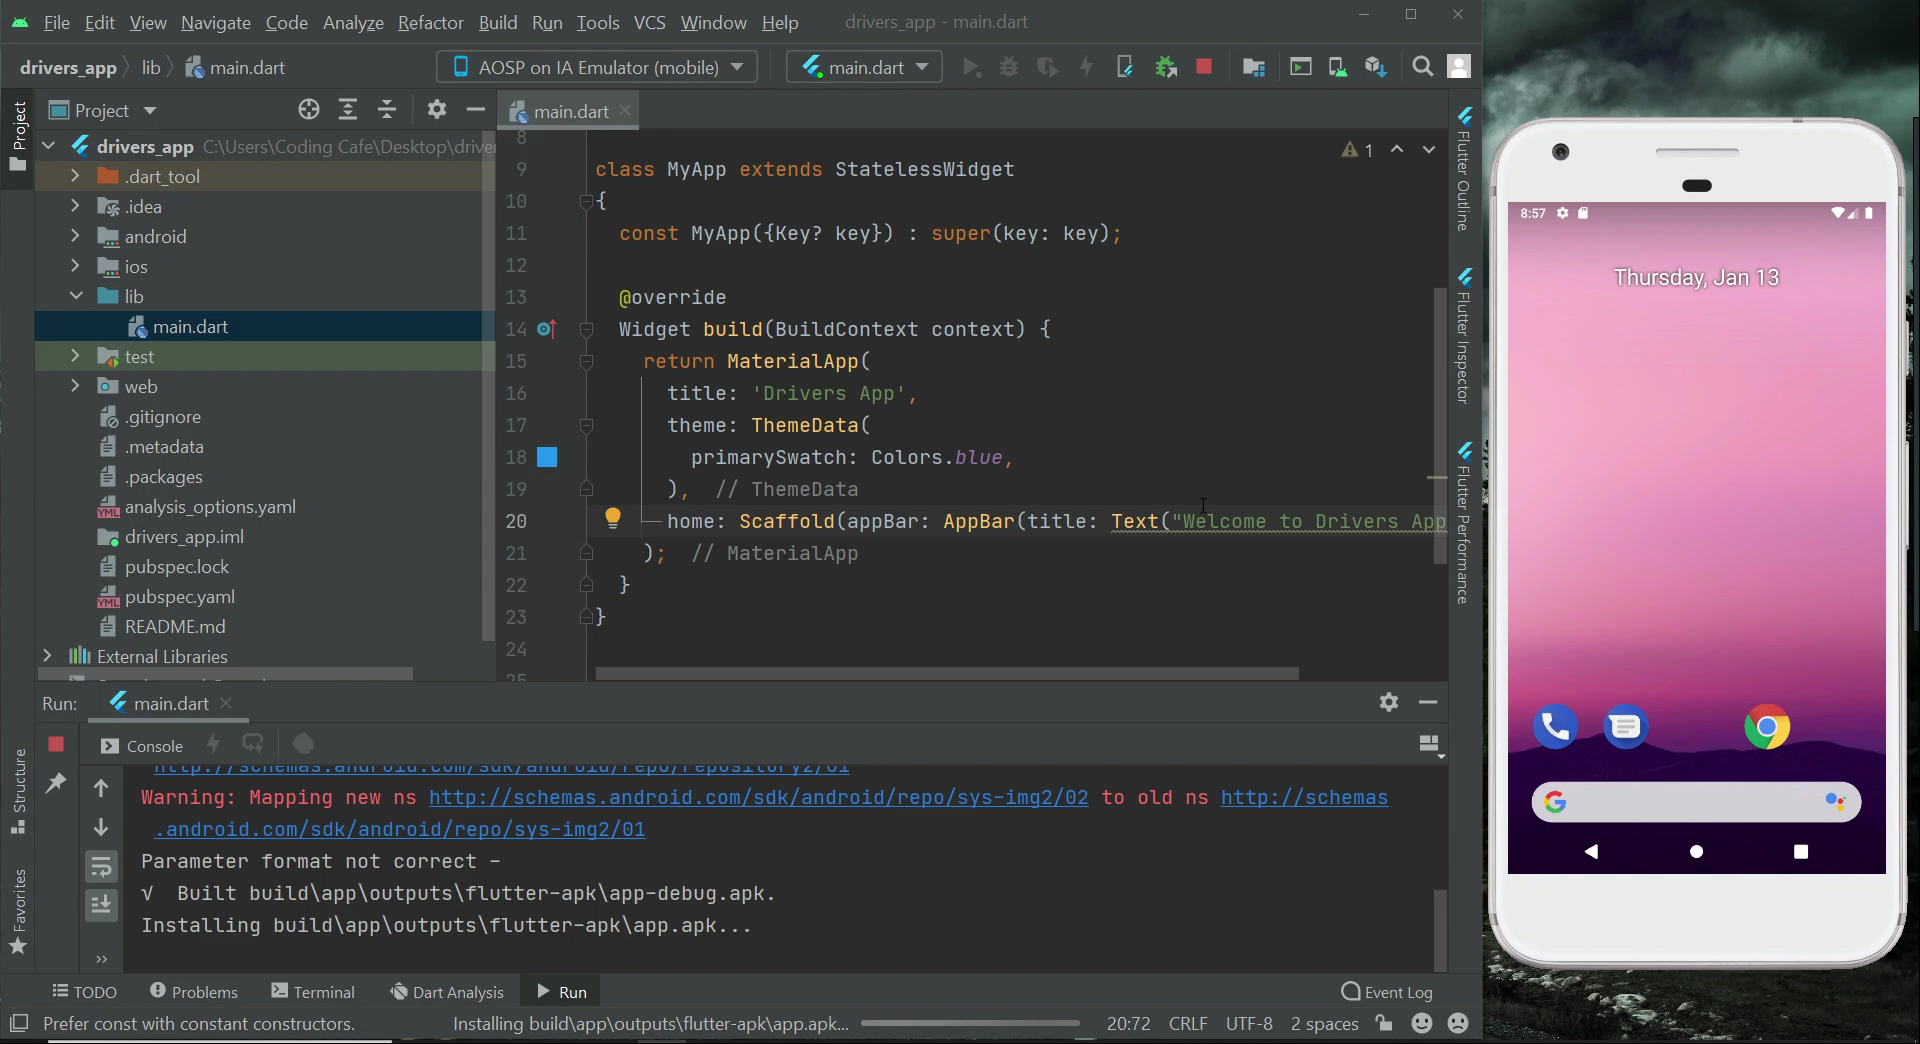 File Edit View Navigate Code Analyze Refactor Build Run Tools VCS Window Help drivers_app - main.dart
drivers_app lib main.dart AOSP on IA Emulator (mobile) main.dart
Project main.dart
Project
drivers_app C:\Users\Coding Cafe\Desktop\drive
.dart_tool
.idea
android
ios
lib
main.dart
test
web
.gitignore
.metadata
.packages
analysis_options.yaml
drivers_app.iml
pubspec.lock
pubspec.yaml
README.md
External Libraries
8
9 class MyApp extends StatelessWidget
10 {
11 const MyApp({Key? key}) : super(key: key);
12
13 @override
14 Widget build(BuildContext context) {
15 return MaterialApp(
16 title: 'Drivers App',
17 theme: ThemeData(
18 primarySwatch: Colors.blue,
19 ), // ThemeData
20 home: Scaffold(appBar: AppBar(title: Text("Welcome to Drivers App
21 ); // MaterialApp
22 }
23 }
24
25
1
Flutter Outline
Flutter Inspector
Flutter Performance
Structure
Favorites
Run: main.dart
Console
http://schemas.android.com/sdk/android/repo/repository2/01
Warning: Mapping new ns http://schemas.android.com/sdk/android/repo/sys-img2/02 to old ns http://schemas
.android.com/sdk/android/repo/sys-img2/01
Parameter format not correct -
√ Built build\app\outputs\flutter-apk\app-debug.apk.
Installing build\app\outputs\flutter-apk\app.apk...
TODO Problems Terminal Dart Analysis Run Event Log
Prefer const with constant constructors. Installing build\app\outputs\flutter-apk\app.apk... 20:72 CRLF UTF-8 2 spaces
8:57
Thursday, Jan 13